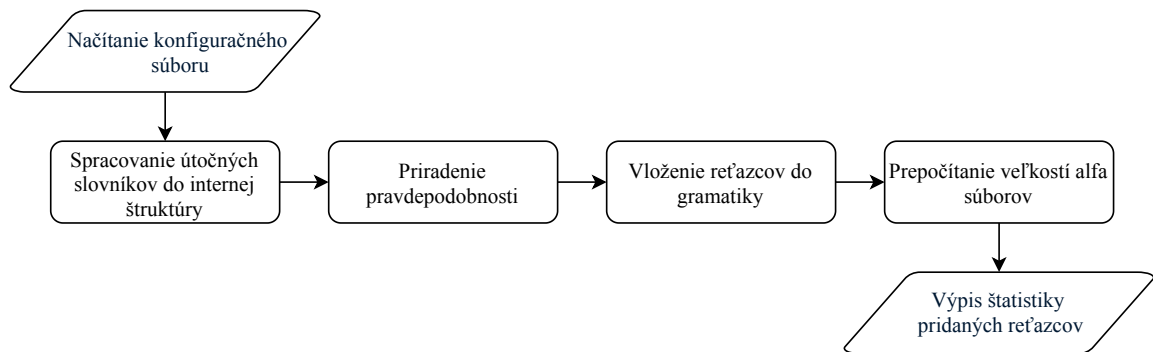 Načítanie konfiguračného
súboru
Spracovanie útočných
slovníkov do internej
štruktúry
Priradenie
pravdepodobnosti
Vloženie reťazcov do
gramatiky
Prepočítanie veľkostí alfa
súborov
Výpis štatistiky
pridaných reťazcov